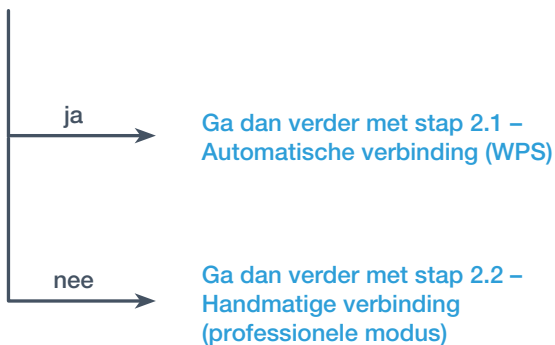 ja
Ga dan verder met stap 2.1 –
Automatische verbinding (WPS)
nee
Ga dan verder met stap 2.2 –
Handmatige verbinding
(professionele modus)